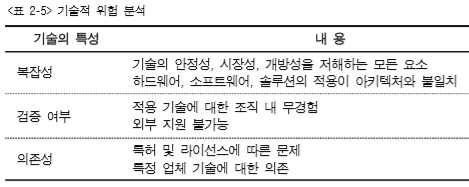 <표 2-5> 기술적 위험 분석
기술의 특성 내 용
복잡성
기술의 안정성, 시장성, 개방성을 저해하는 모든 요소
하드웨어, 소프트웨어, 솔루션의 적용이 아키텍처와 불일치
검증 여부
적용 기술에 대한 조직 내 무경험
외부 지원 불가능
의존성
특허 및 라이선스에 따른 문제
특정 업체 기술에 대한 의존